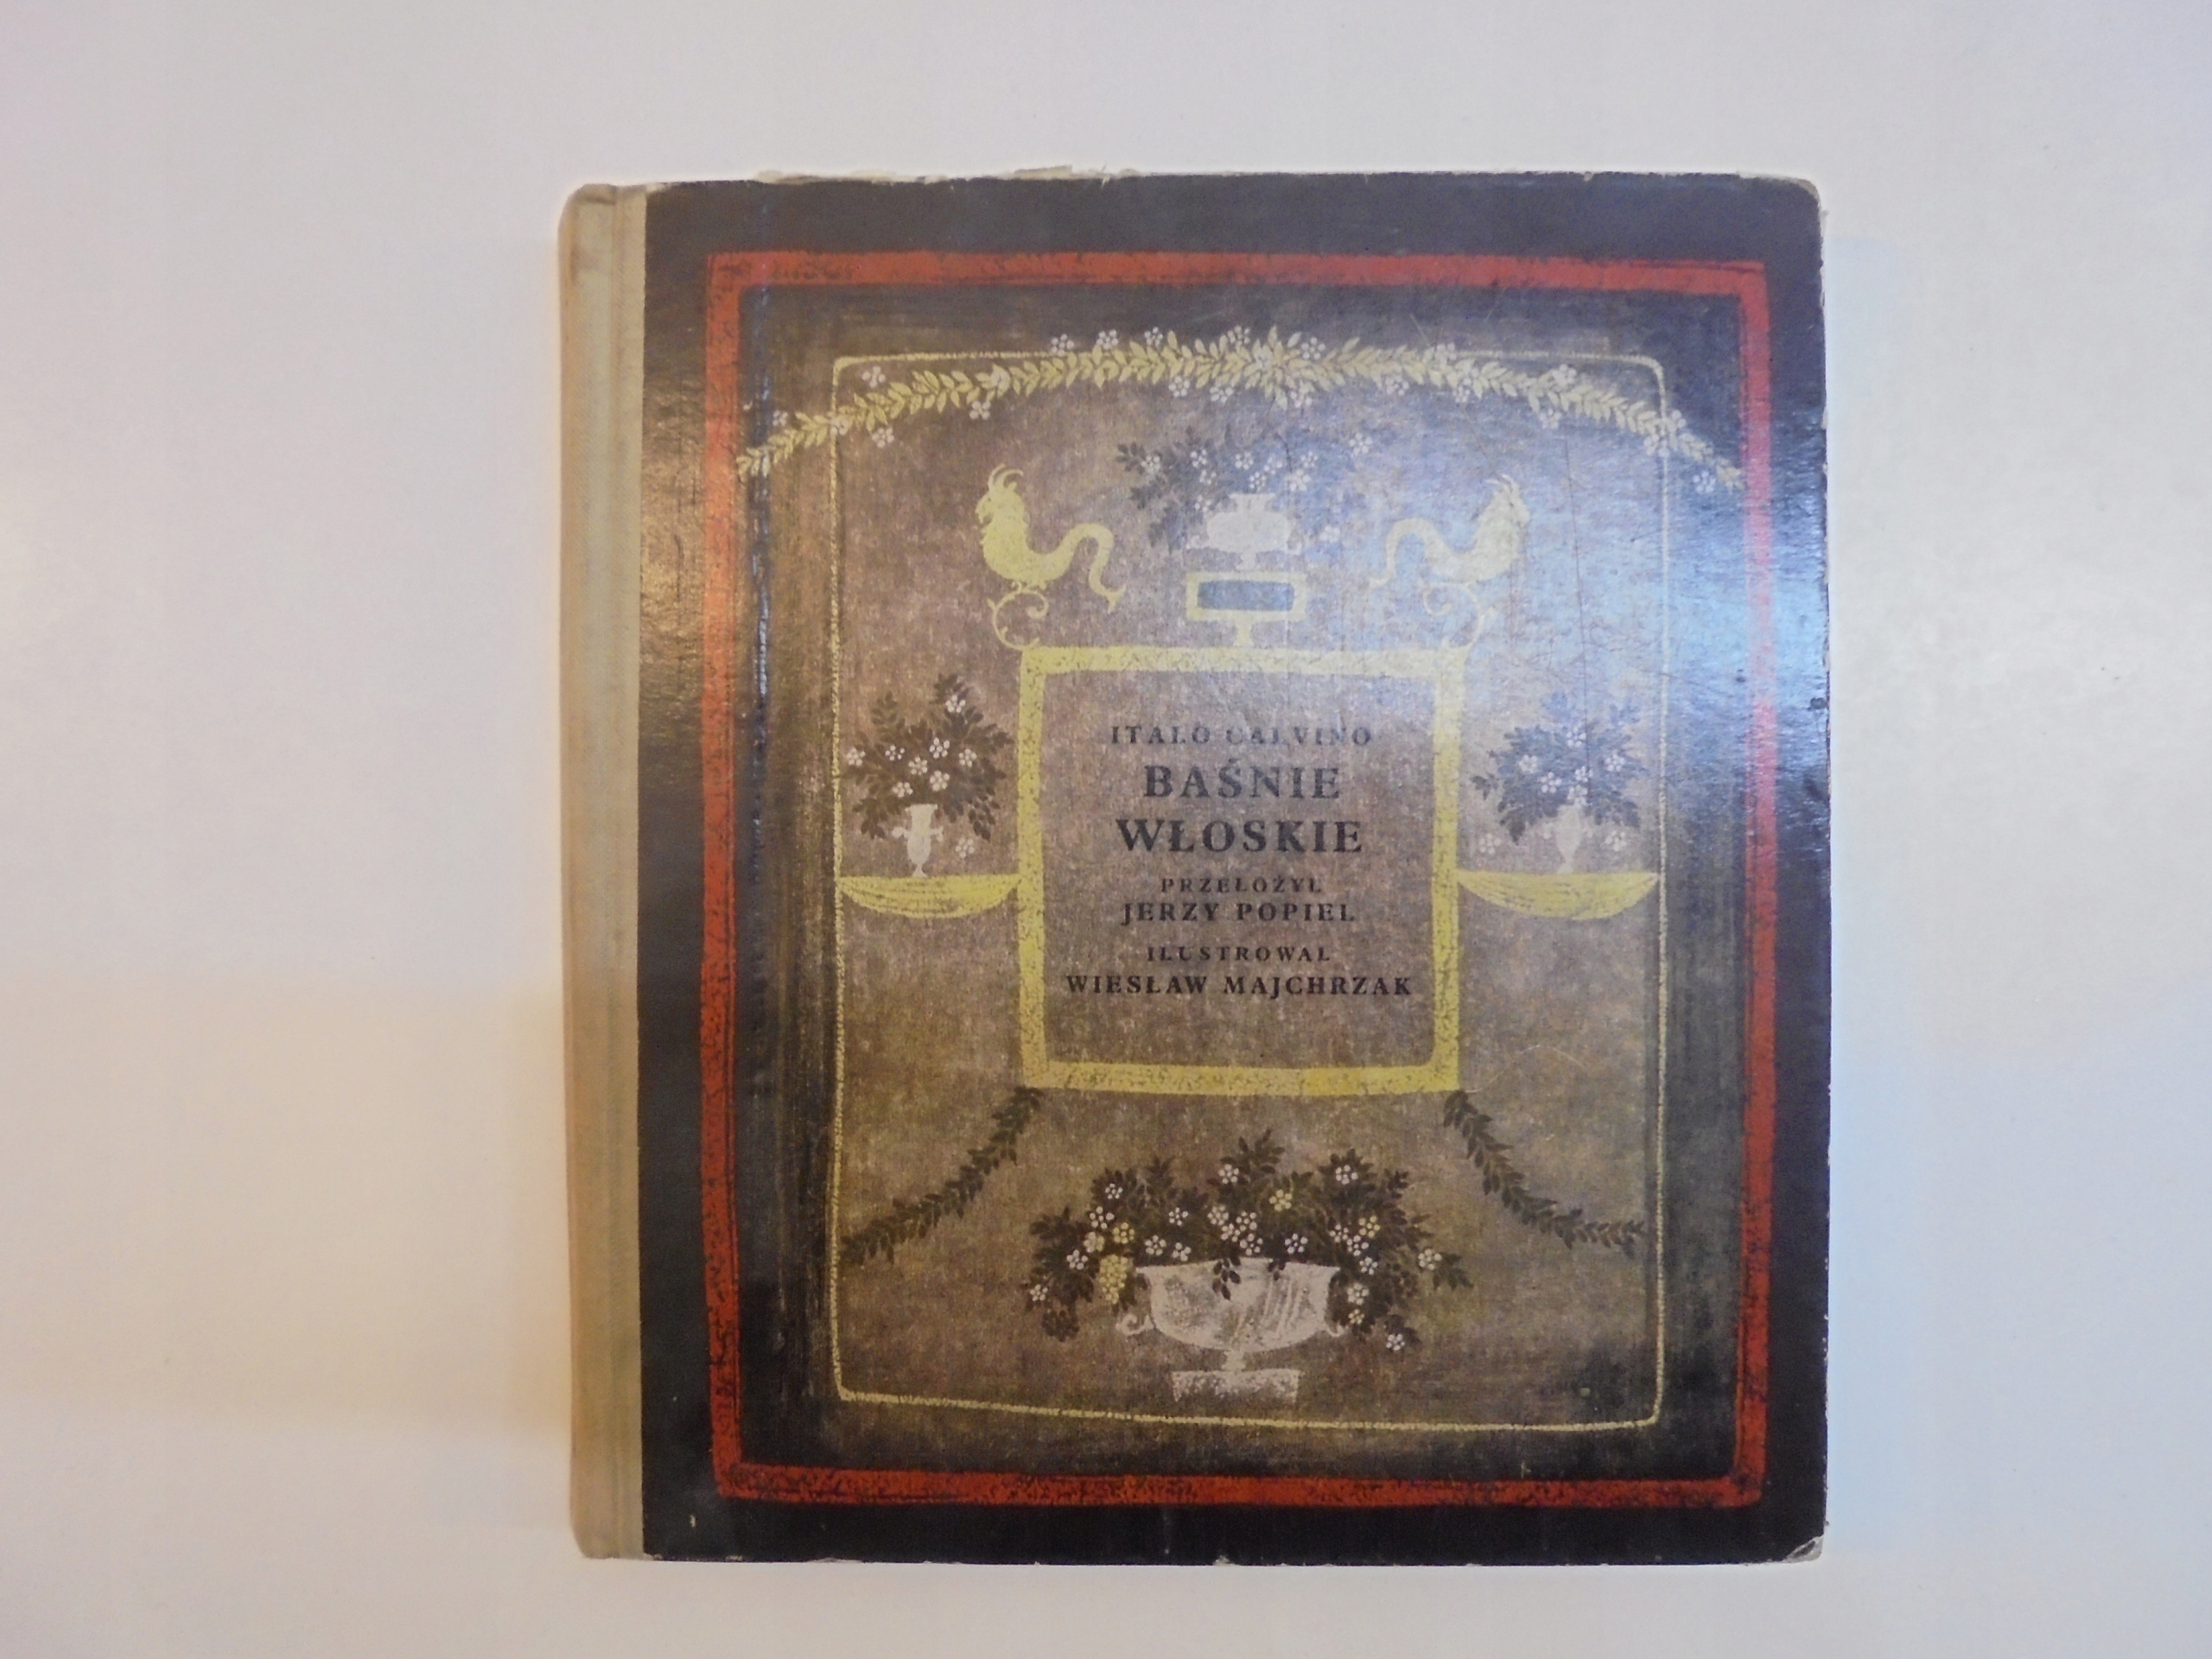 ITALO CALVINO
BAŚNIE
WŁOSKIE
PRZEŁOŻYŁ
JERZY POPIEL
ILUSTROWAŁ
WIESŁAW MAJCHRZAK